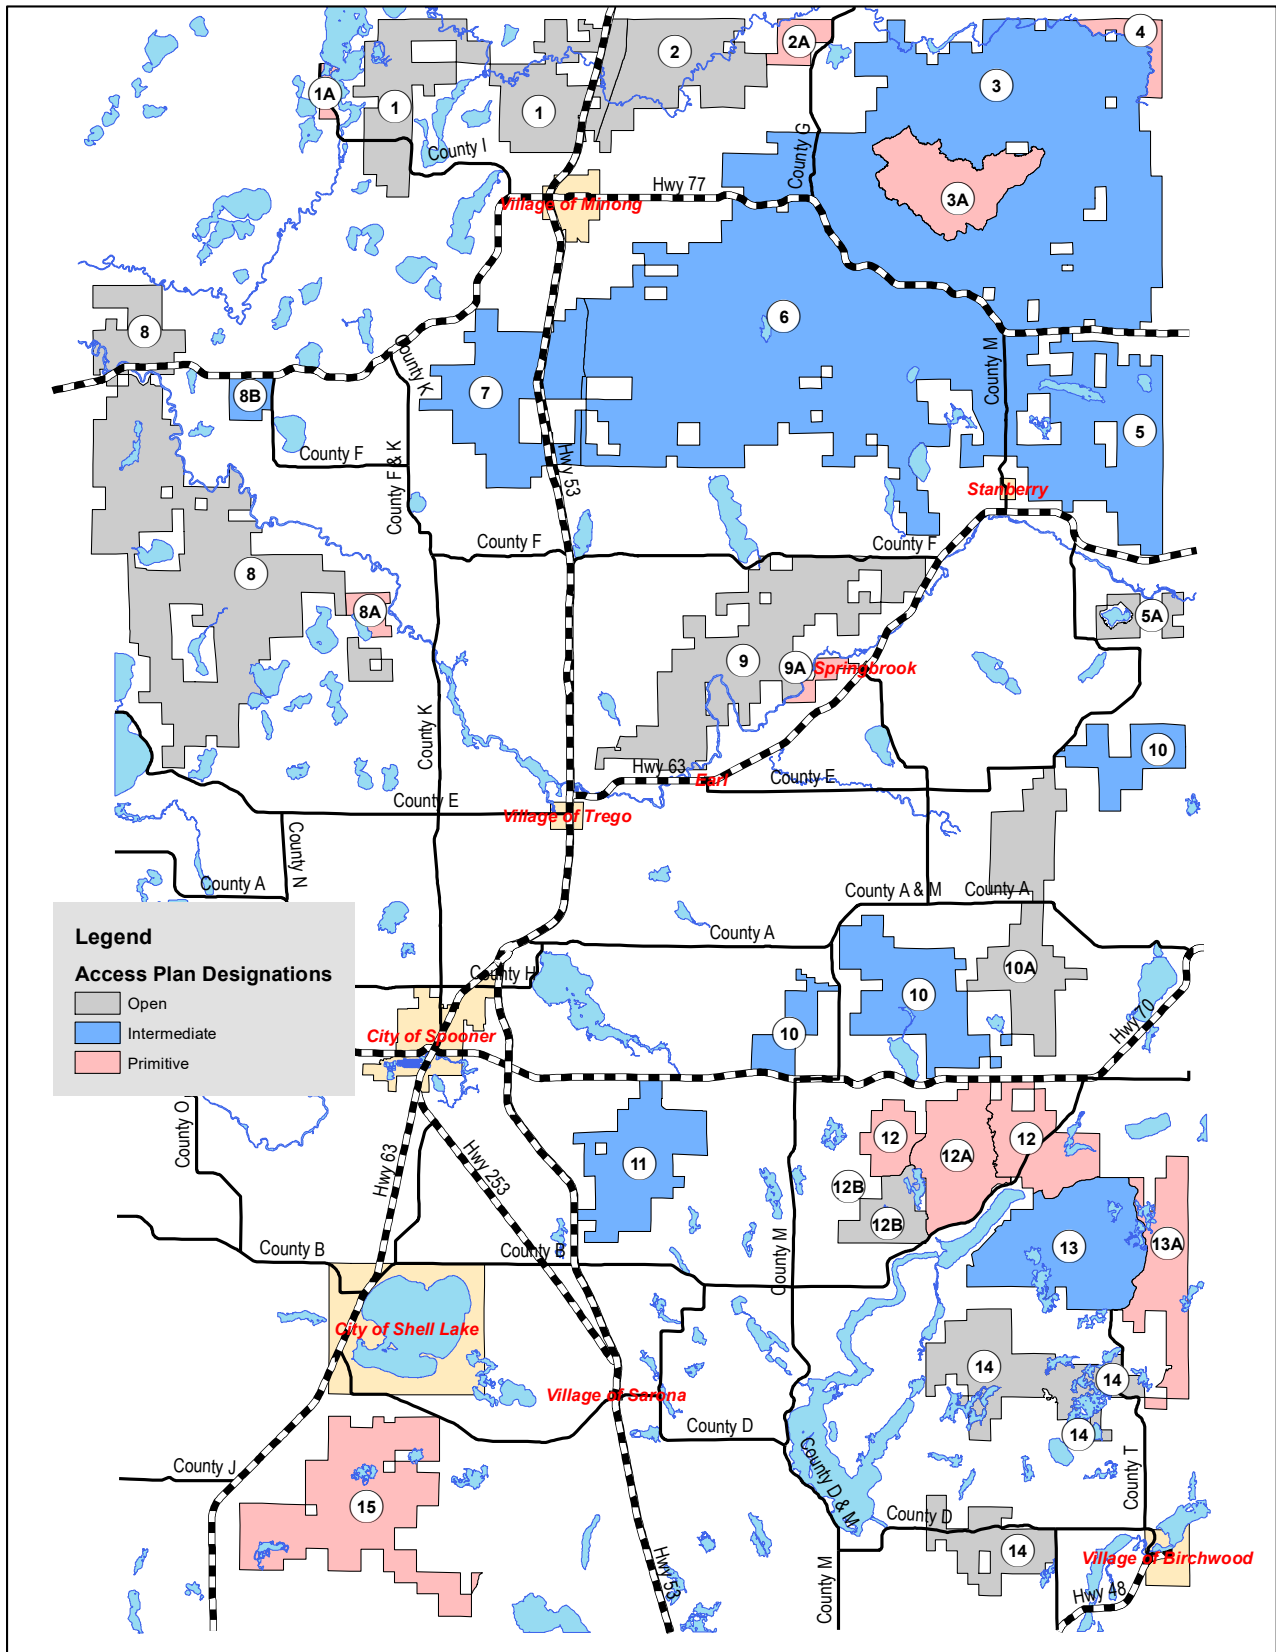 4
2A
2
3
1A
1
1
County I
County G
Hwy 77
3A
Village of Minong
8
6
County M
County K
7
8B
5
County F
County F & K
Hwy 53
Stanberry
County F
County F
8
8A
5A
9
9A
Springbrook
County K
10
Hwy 63
Earl
County E
County E
Village of Trego
County N
County A
County A & M
County A
County A
Legend
Access Plan Designations
Open
Intermediate
Primitive
County H
10A
10
Hwy 70
City of Spooner
10
County O
12
12
12A
11
Hwy 63
Hwy 253
12B
12B
County M
County B
County B
13
13A
City of Shell Lake
14
14
Village of Sarona
County D
14
County J
County D & M
County T
15
County D
14
Village of Birchwood
Hwy 53
County M
Hwy 48